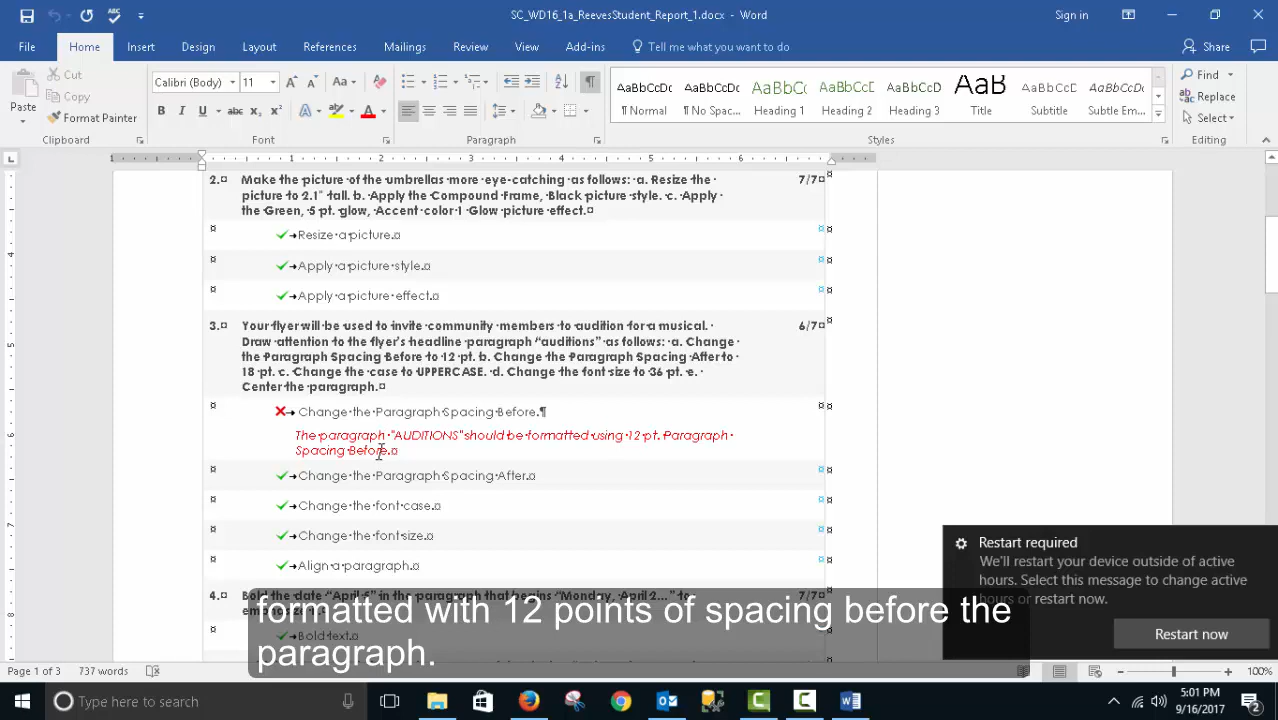 SC_WD16_1a_ReevesStudent_Report_1.docx - Word
Sign in
File Home Insert Design Layout References Mailings Review View Add-ins Tell me what you want to do Share
Paste
Cut
Copy
Format Painter
Clipboard
Calibri (Body) 11
Font
Paragraph
AaBbCcDc AaBbCcDc AaBbC AaBbCcC AaBbCcD AaB AaBbCcD AaBbCcDc
¶ Normal ¶ No Spac... Heading 1 Heading 2 Heading 3 Title Subtitle Subtle Em...
Styles
Find
Replace
Select
Editing
1 1 2 3 4 5 6
2. Make the picture of the umbrellas more eye-catching as follows: a. Resize the 7/7
picture to 2.1" tall. b. Apply the Compound Frame, Black picture style. c. Apply
the Green, 5 pt. glow, Accent color 1 Glow picture effect.
Resize a picture.
Apply a picture style.
Apply a picture effect.
3. Your flyer will be used to invite community members to audition for a musical. 6/7
Draw attention to the flyer's headline paragraph "auditions" as follows: a. Change
the Paragraph Spacing Before to 12 pt. b. Change the Paragraph Spacing After to
18 pt. c. Change the case to UPPERCASE. d. Change the font size to 36 pt. e.
Center the paragraph.
Change the Paragraph Spacing Before.¶
The paragraph "AUDITIONS" should be formatted using 12 pt. Paragraph
Spacing Before.
Change the Paragraph Spacing After.
Change the font case.
Change the font size.
Align a paragraph.
4. Bold the date "April 6" in the paragraph that begins "Monday, April 2..." to 7/7
Bold text.
formatted with 12 points of spacing before the
paragraph.
Restart required
We'll restart your device outside of active
hours. Select this message to change active
hours or restart now.
Restart now
Page 1 of 3 737 words
100%
Type here to search
5:01 PM
9/16/2017
2